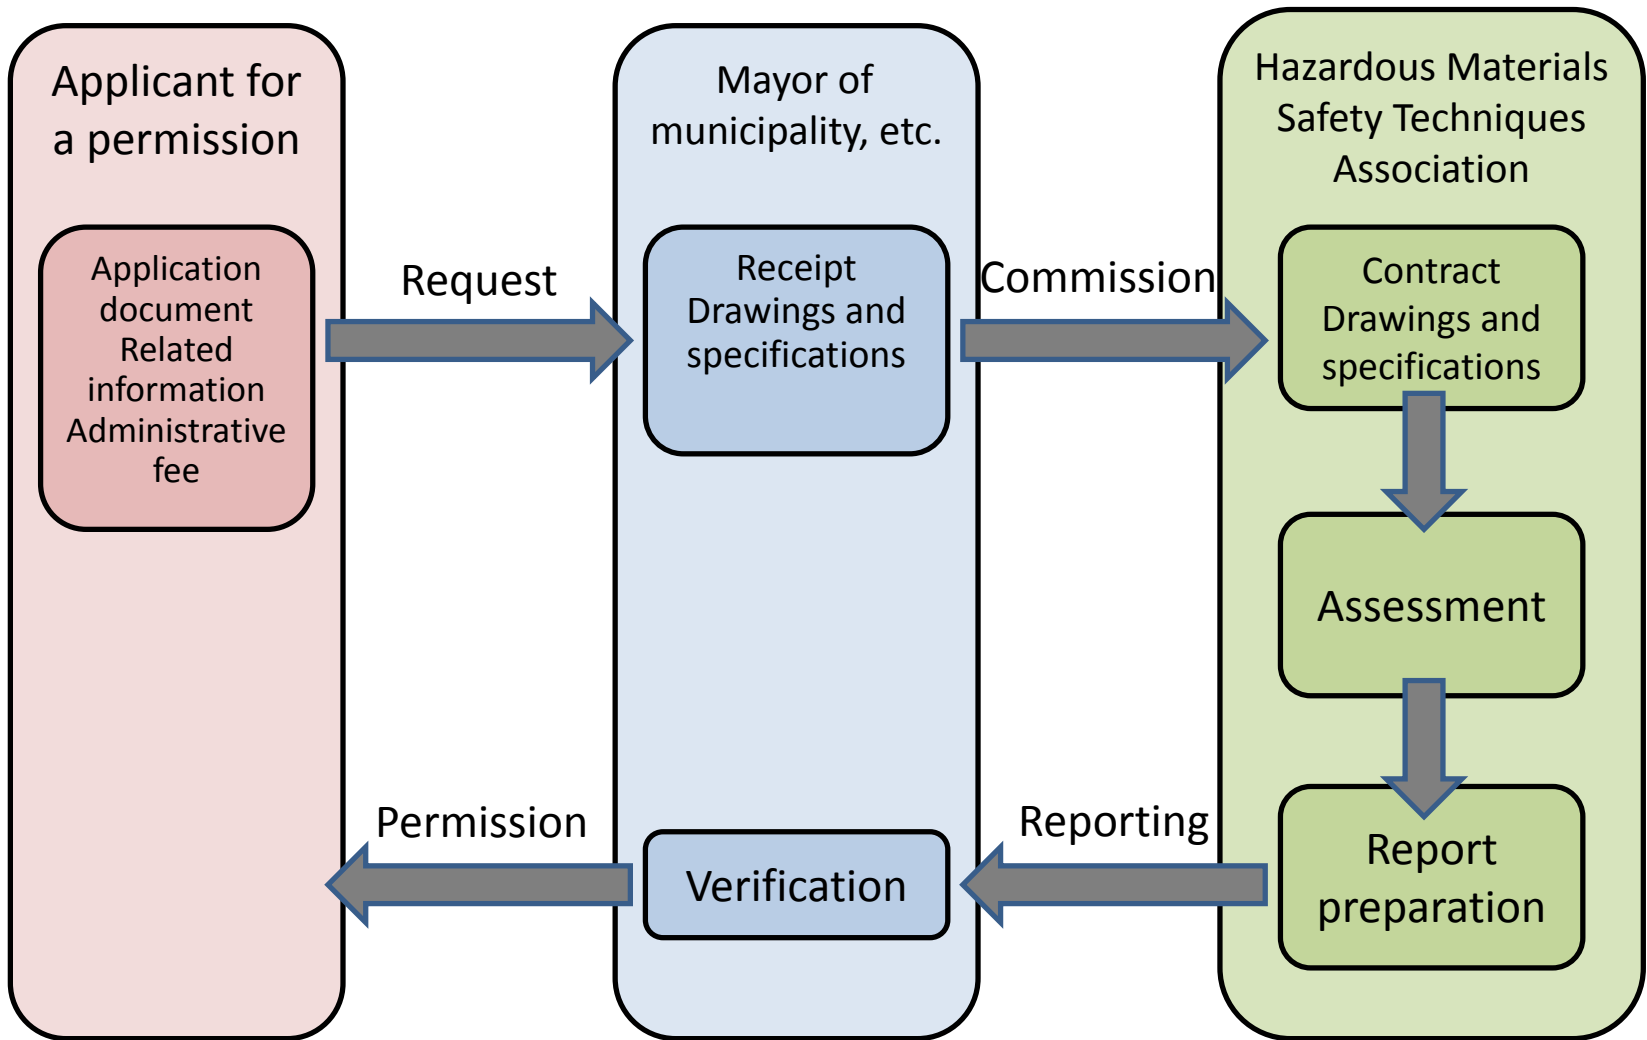 Applicant for
a permission
Application
document
Related
information
Administrative
fee
Request
Mayor of
municipality, etc.
Receipt
Drawings and
specifications
Commission
Hazardous Materials
Safety Techniques
Association
Contract
Drawings and
specifications
Assessment
Report
preparation
Reporting
Verification
Permission